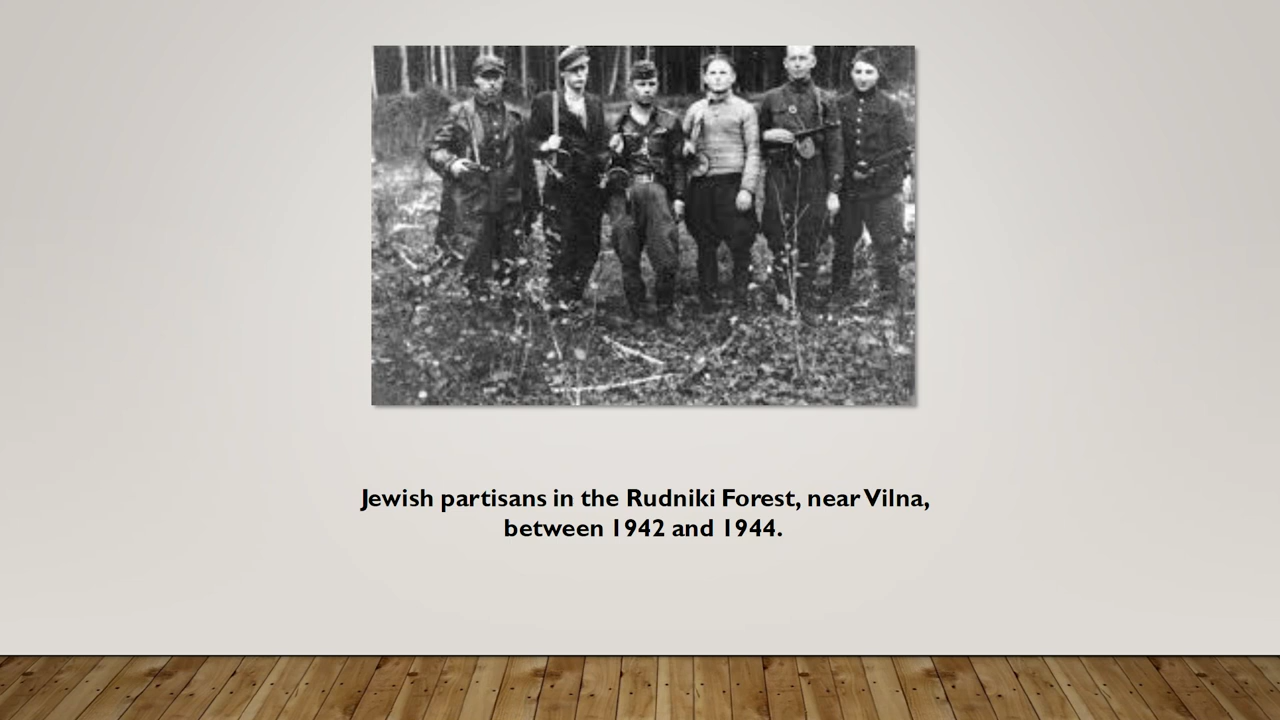 Jewish partisans in the Rudniki Forest, near Vilna,
between 1942 and 1944.